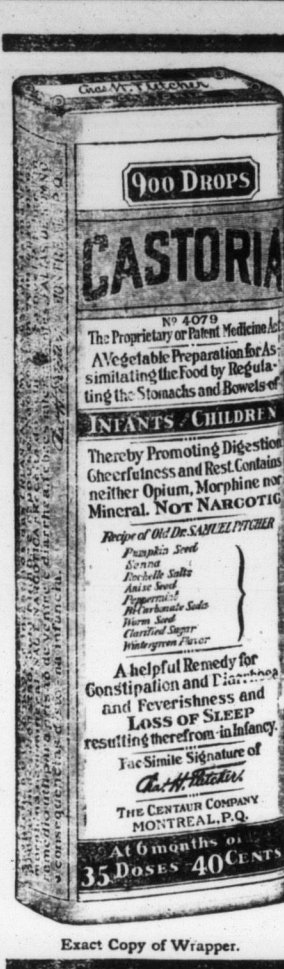 Chas. H. Fletcher
900 DROPS
CASTORIA
Nº 4079
The Proprietary or Patent Medicine Act
A Vegetable Preparation for As-
similating the Food by Regula-
ting the Stomachs and Bowels of
INFANTS CHILDREN
Thereby Promoting Digestion
Cheerfulness and Rest. Contains
neither Opium, Morphine nor
Mineral. NOT NARCOTIC
Recipe of Old Dr. SAMUEL PITCHER
Pumpkin Seed
Senna
Rochelle Salts
Anise Seed
Peppermint
Bi-Carbonate Soda
Worm Seed
Clarified Sugar
Wintergreen Flavor
A helpful Remedy for
Constipation and Diarrhoea
and Feverishness and
LOSS OF SLEEP
resulting therefrom-in Infancy.
Fac-Simile Signature of
Chas. H. Fletcher.
THE CENTAUR COMPANY
MONTREAL, P.Q.
At 6 months ol
35 DOSES - 40 CENTS
Exact Copy of Wrapper.